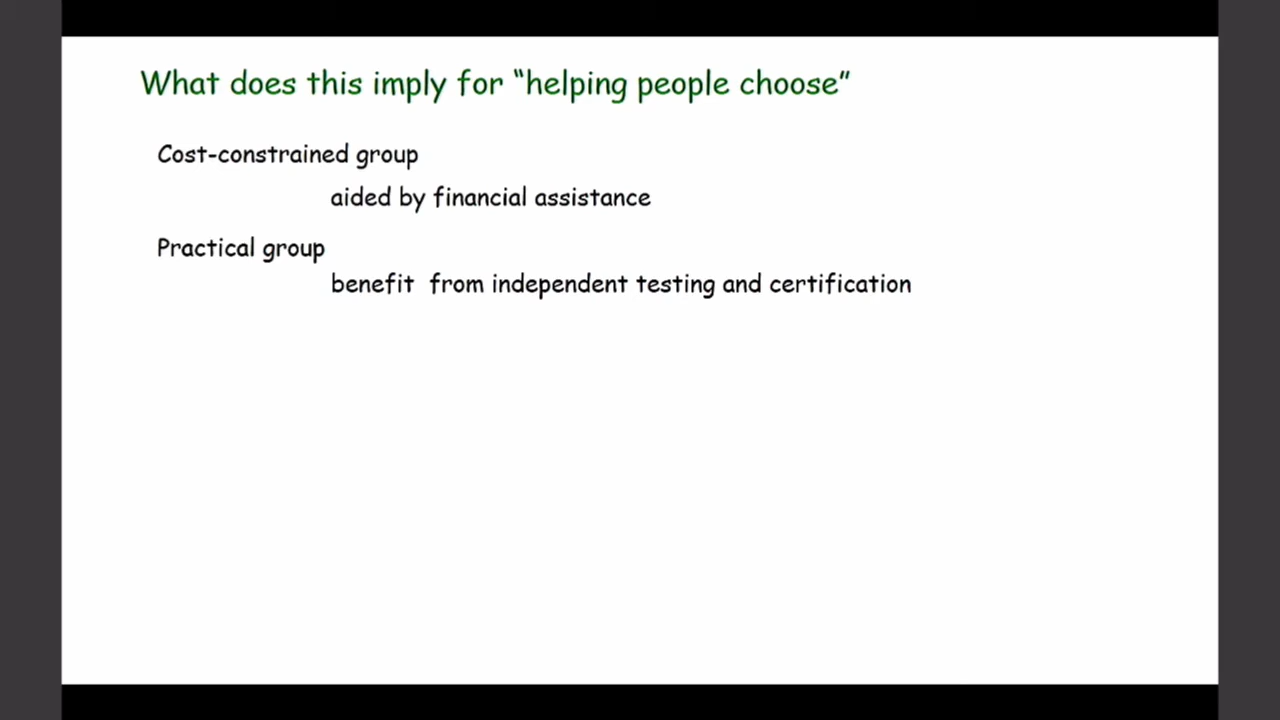 What does this imply for “helping people choose”
Cost-constrained group
aided by financial assistance
Practical group
benefit from independent testing and certification